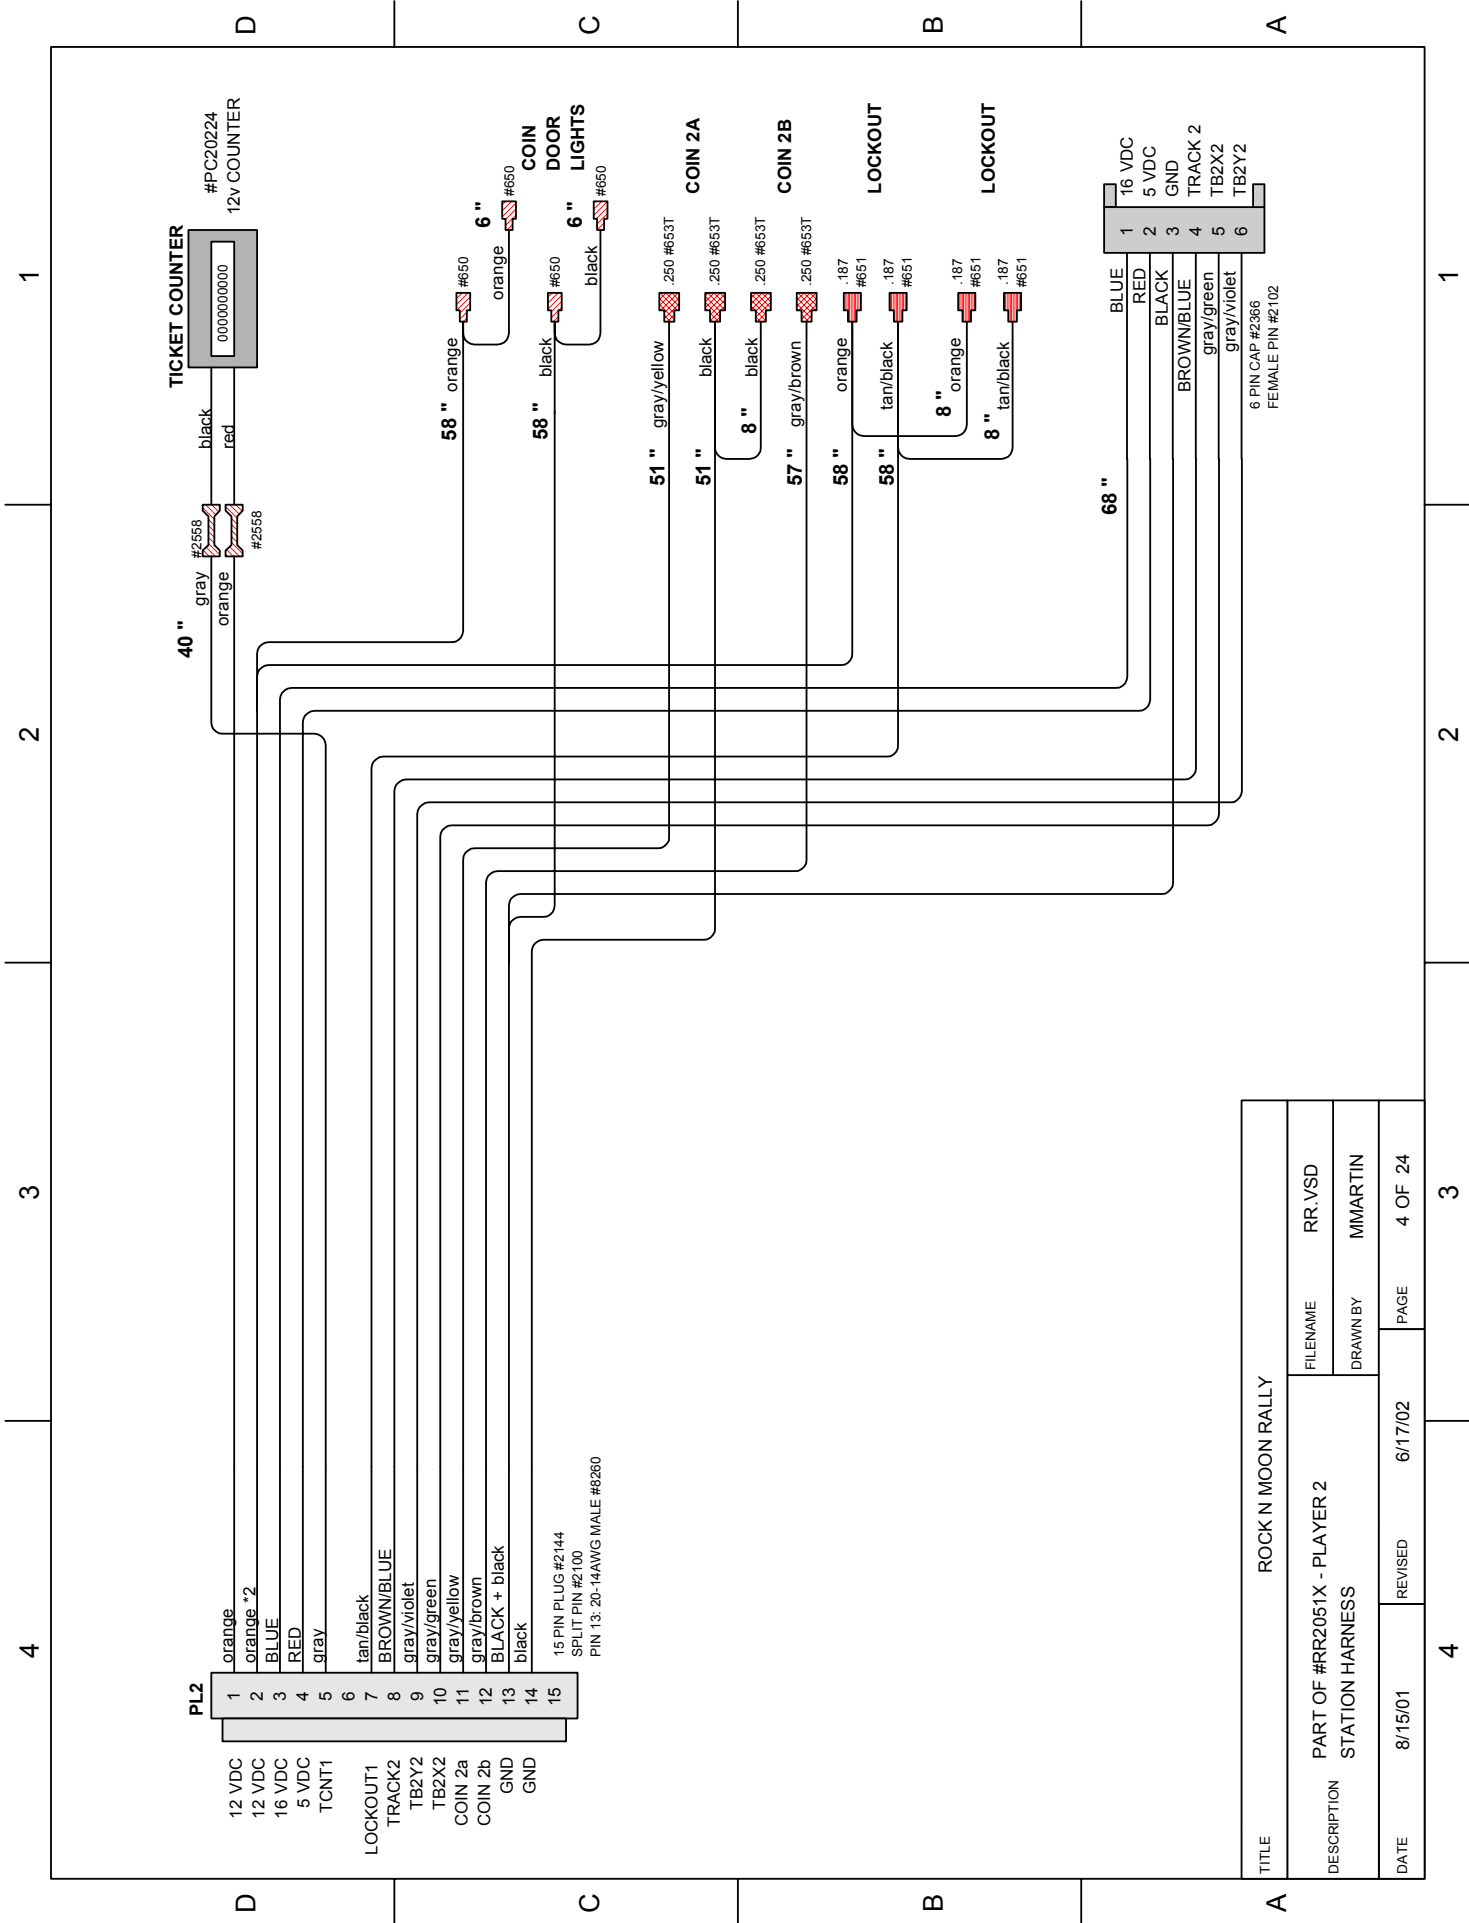 4
3
2
1
D
C
B
A
PL2
12 VDC
12 VDC
16 VDC
5 VDC
TCNT1
LOCKOUT1
TRACK2
TB2Y2
TB2X2
COIN 2a
COIN 2b
GND
GND
1
2
3
4
5
6
7
8
9
10
11
12
13
14
15
orange
orange *2
BLUE
RED
gray
tan/black
BROWN/BLUE
gray/violet
gray/green
gray/yellow
gray/brown
BLACK + black
black
15 PIN PLUG #2144
SPLIT PIN #2100
PIN 13: 20-14AWG MALE #8260
40 "
gray
#2558
orange
#2558
black
red
TICKET COUNTER
0000000000
#PC20224
12v COUNTER
58 "
orange
#650
orange
6 "
#650
COIN
DOOR
LIGHTS
58 "
black
#650
black
6 "
#650
51 "
gray/yellow
.250 #653T
COIN 2A
51 "
black
.250 #653T
8 "
black
.250 #653T
COIN 2B
57 "
gray/brown
.250 #653T
58 "
orange
.187
#651
LOCKOUT
58 "
tan/black
.187
#651
8 "
orange
.187
#651
LOCKOUT
8 "
tan/black
.187
#651
68 "
BLUE
RED
BLACK
BROWN/BLUE
gray/green
gray/violet
1
2
3
4
5
6
16 VDC
5 VDC
GND
TRACK 2
TB2X2
TB2Y2
6 PIN CAP #2366
FEMALE PIN #2102
TITLE
ROCK N MOON RALLY
DESCRIPTION
PART OF #RR2051X - PLAYER 2
STATION HARNESS
FILENAME
RR.VSD
DRAWN BY
MMARTIN
DATE
8/15/01
REVISED
6/17/02
PAGE
4 OF 24
D
C
B
A
4
3
2
1